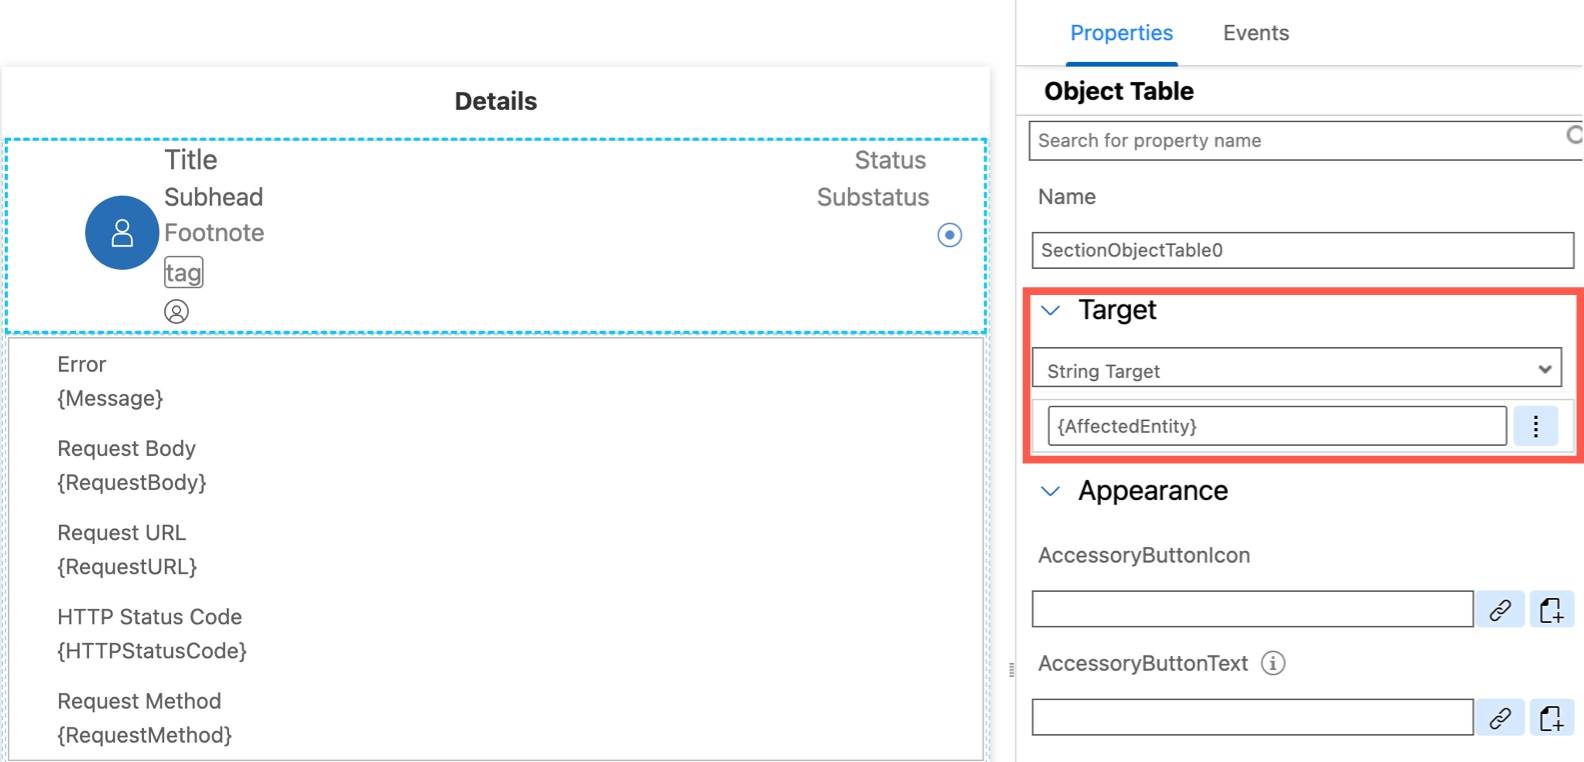 Details
Title
Status
Subhead
Substatus
Footnote
tag
Error
{Message}
Request Body
{RequestBody}
Request URL
{RequestURL}
HTTP Status Code
{HTTPStatusCode}
Request Method
{RequestMethod}
Properties
Events
Object Table
Search for property name
Name
SectionObjectTable0
Target
String Target
{AffectedEntity}
Appearance
AccessoryButtonIcon
AccessoryButtonText